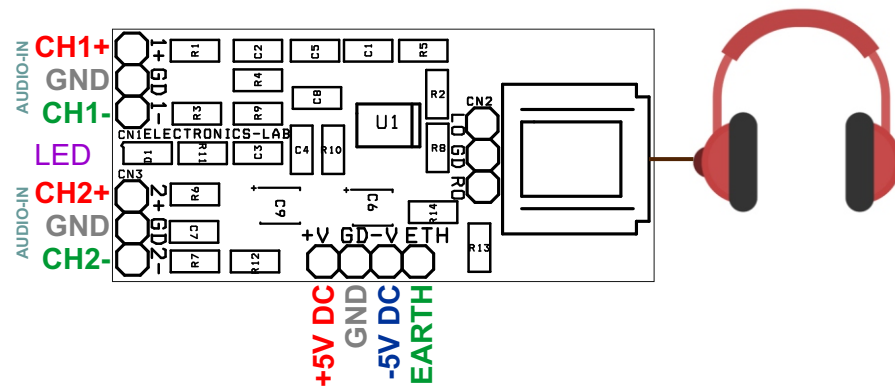 AUDIO-IN
CH1+
GND
CH1-
1+ GD 1-
R1
C2
C5
C1
R5
R4
C8
R2
CN2
R3
R9
U1
LO GD RO
CN1 ELECTRONICS-LAB
LED
D1
R11
C3
C4
R10
R8
CN3
AUDIO-IN
CH2+
GND
CH2-
2+ GD 2-
R6
C9
C6
R14
C7
R7
R12
R13
+V GD -V ETH
+5V DC
GND
-5V DC
EARTH